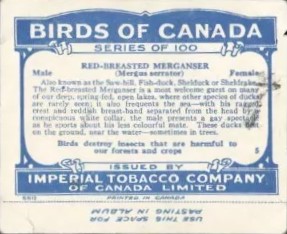 BIRDS OF CANADA
SERIES OF 100
RED-BREASTED MERGANSER
Male (Mergus serrator) Female
Also known as the Saw-bill, Fish-duck, Sheldrake.
The Red-breasted Merganser is a most welcome guest on many
of our deep, spring-fed, open lakes, where other species of ducks
are rarely seen; it also frequents the sea—with his ragged
crest and reddish breast-band separated from the head by a
conspicuous white collar, the male presents a gay spectacle
as he sports about his less colourful mate. These ducks nest
on the ground, near the water—sometimes in trees.
Birds destroy insects that are harmful to
our forests and crops 5
ISSUED BY
IMPERIAL TOBACCO COMPANY
OF CANADA LIMITED
PRINTED IN CANADA
USE THIS SPACE FOR
PASTING IN ALBUM